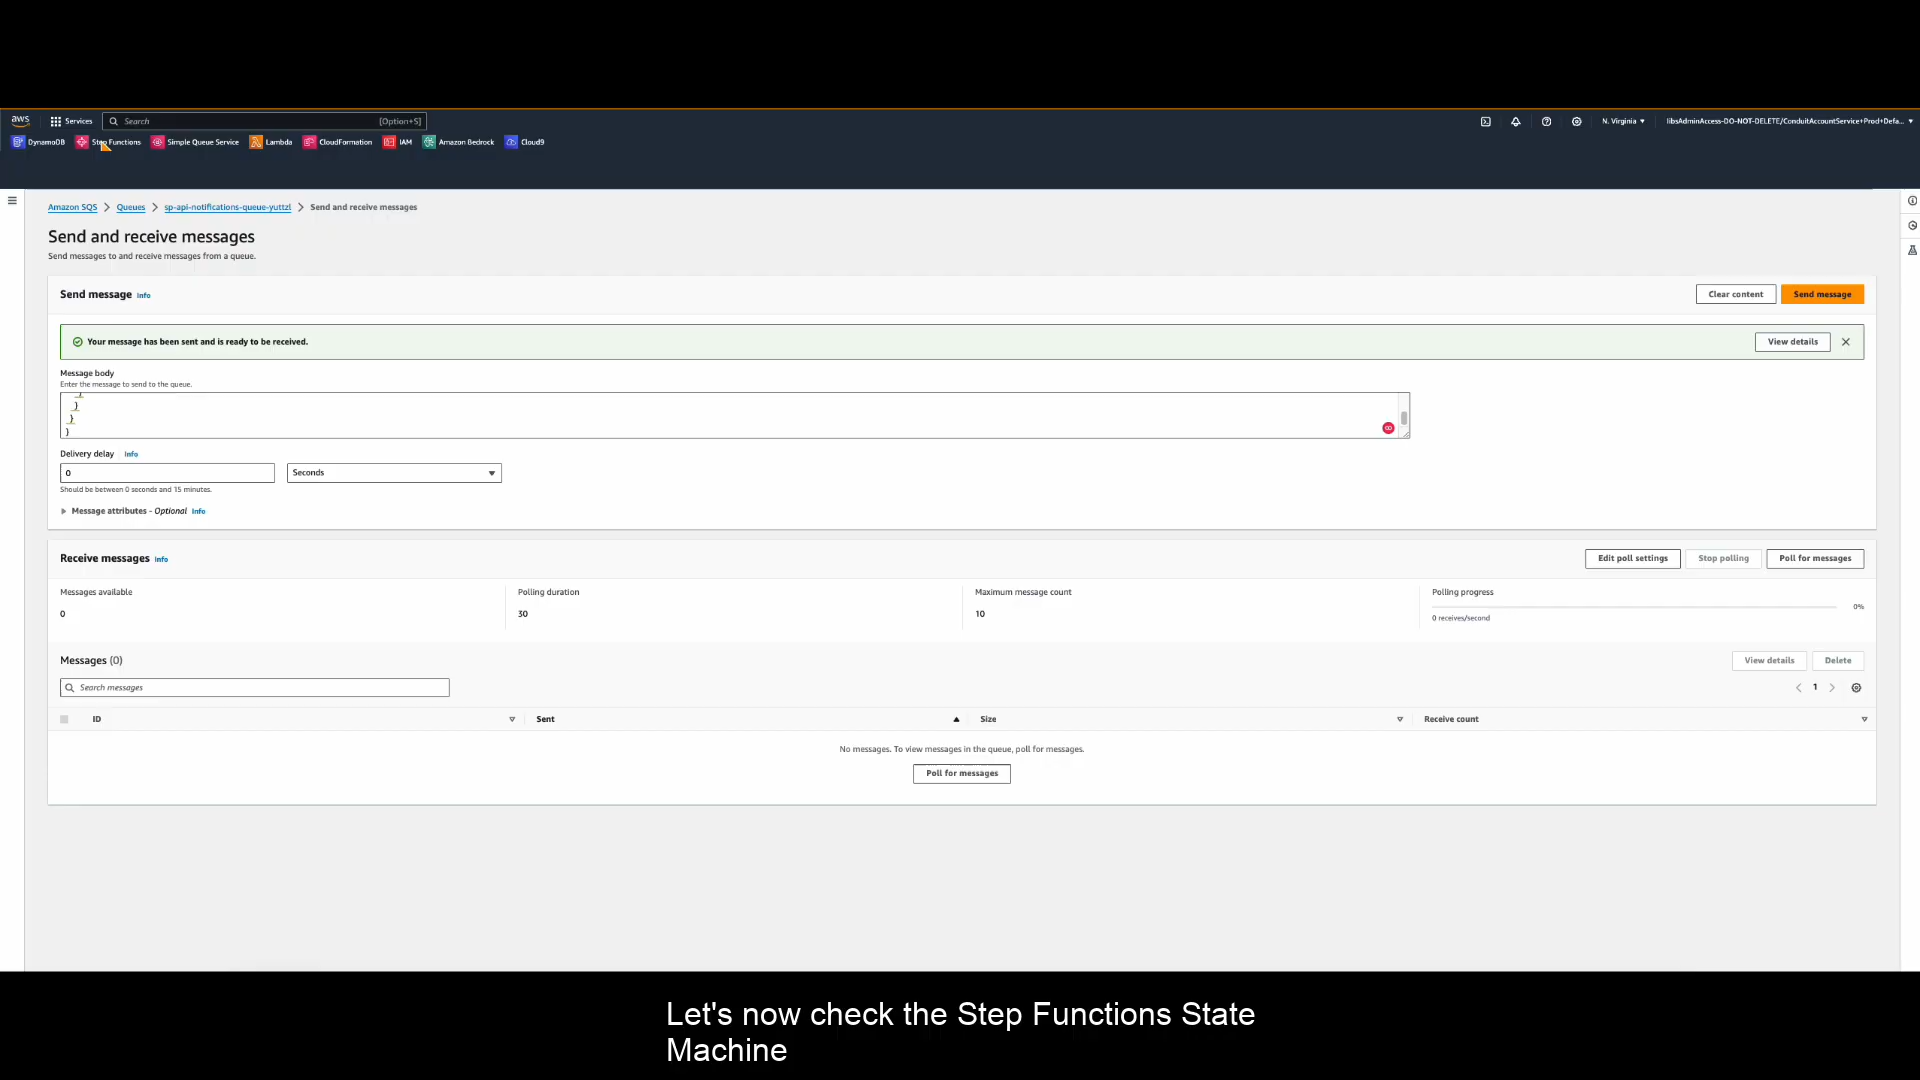 aws Services Search [Option+S] N. Virginia libsAdminAccess-DO-NOT-DELETE/ConduitAccountService+Prod+Defa...
DynamoDB Step Functions Simple Queue Service Lambda CloudFormation IAM Amazon Bedrock Cloud9
Amazon SQS > Queues > sp-api-notifications-queue-yuttzl > Send and receive messages
Send and receive messages
Send messages to and receive messages from a queue.
Send message Info Clear content Send message
Your message has been sent and is ready to be received. View details
Message body
Enter the message to send to the queue.
}
}
}
Delivery delay Info
0 Seconds
Should be between 0 seconds and 15 minutes.
Message attributes - Optional Info
Receive messages Info Edit poll settings Stop polling Poll for messages
Messages available Polling duration Maximum message count Polling progress
0 30 10 0%
0 receives/second
Messages (0) View details Delete
Search messages 1
ID Sent Size Receive count
No messages. To view messages in the queue, poll for messages.
Poll for messages
Let's now check the Step Functions State
Machine